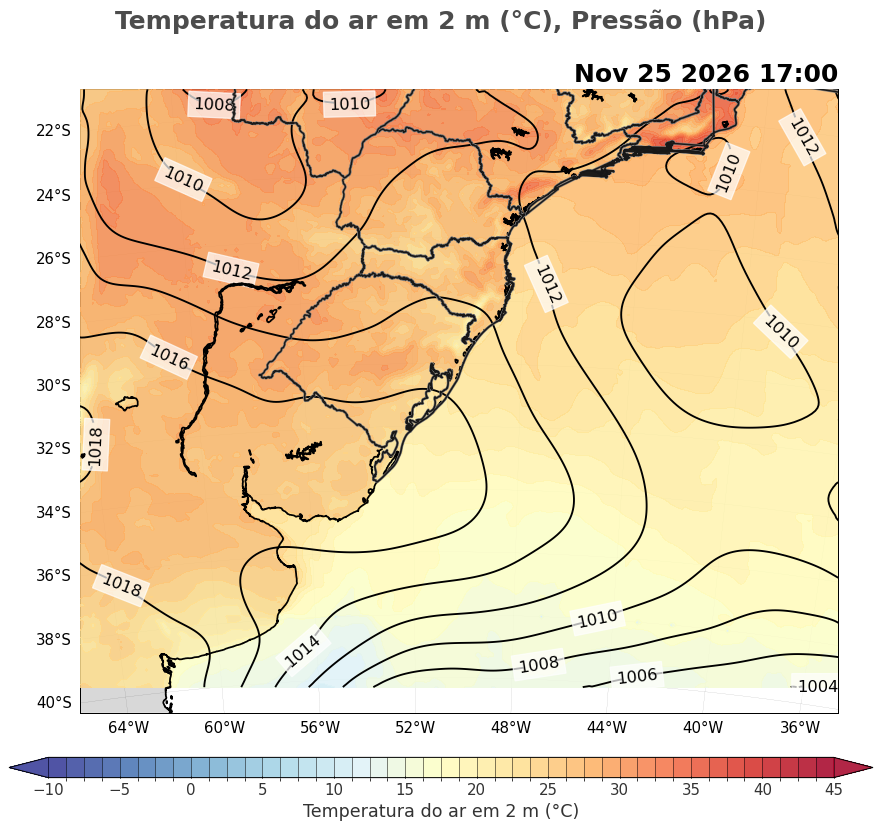 Temperatura do ar em 2 m (°C), Pressão (hPa)
Nov 25 2026 17:00
1008
1010
1012
22°S
1010
1010
24°S
1012
1012
26°S
1010
28°S
1016
30°S
1018
32°S
34°S
36°S
1018
1010
1014
38°S
1008
1006
1004
40°S
64°W 60°W 56°W 52°W 48°W 44°W 40°W 36°W
−10 −5 0 5 10 15 20 25 30 35 40 45
Temperatura do ar em 2 m (°C)